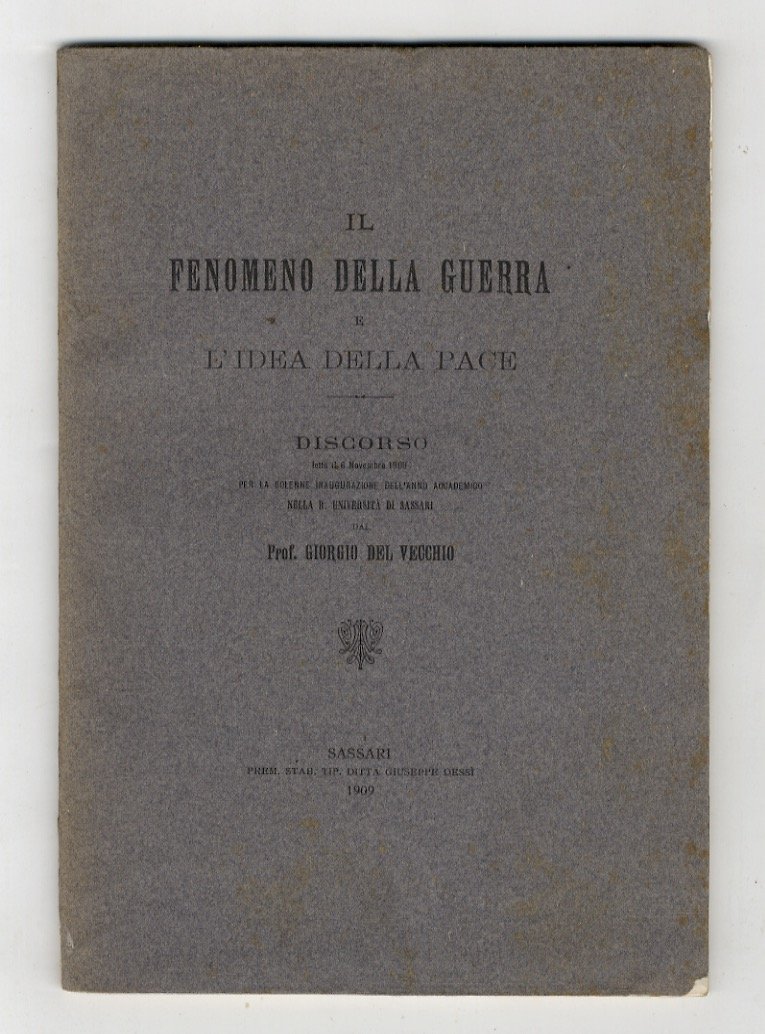 IL
FENOMENO DELLA GUERRA
E
L'IDEA DELLA PACE
DISCORSO
letto il 6 Novembre 1909
PER LA SOLENNE INAUGURAZIONE DELL'ANNO ACCADEMICO
NELLA R. UNIVERSITÀ DI SASSARI
DAL
Prof. GIORGIO DEL VECCHIO
SASSARI
PREM. STAB. TIP. DITTA GIUSEPPE DESSÌ
1909